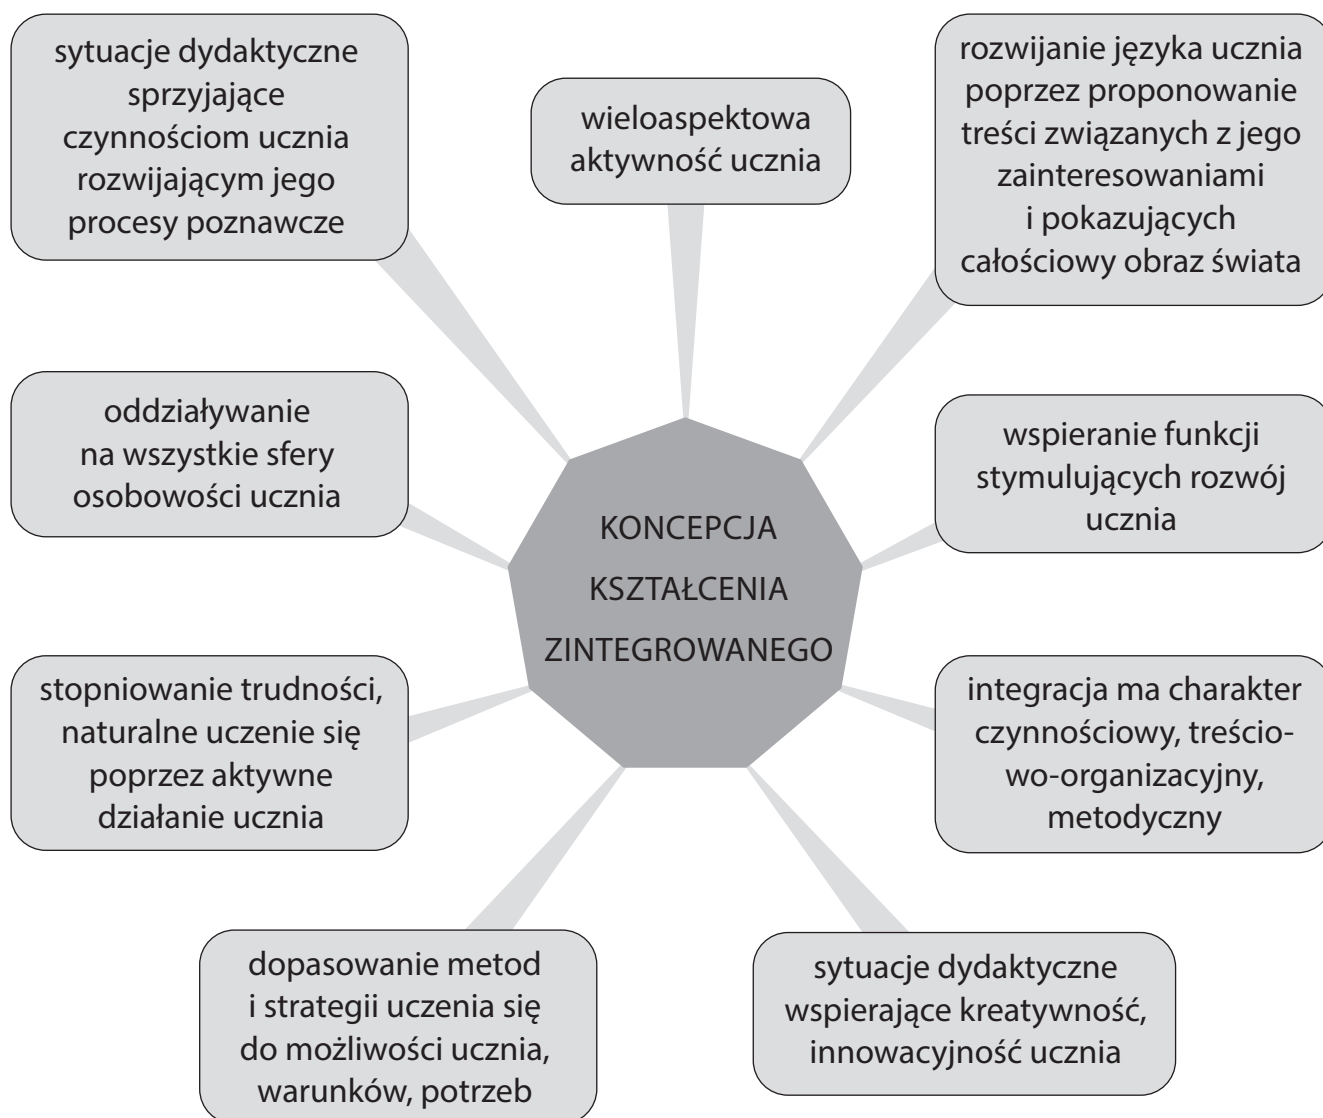 sytuacje dydaktyczne
sprzyjające
czynnościom ucznia
rozwijającym jego
procesy poznawcze
wieloaspektowa
aktywność ucznia
rozwijanie języka ucznia
poprzez proponowanie
treści związanych z jego
zainteresowaniami
i pokazujących
całościowy obraz świata
oddziaływanie
na wszystkie sfery
osobowości ucznia
wspieranie funkcji
stymulujących rozwój
ucznia
KONCEPCJA
KSZTAŁCENIA
ZINTEGROWANEGO
stopniowanie trudności,
naturalne uczenie się
poprzez aktywne
działanie ucznia
integracja ma charakter
czynnościowy, treścio-
wo-organizacyjny,
metodyczny
dopasowanie metod
i strategii uczenia się
do możliwości ucznia,
warunków, potrzeb
sytuacje dydaktyczne
wspierające kreatywność,
innowacyjność ucznia